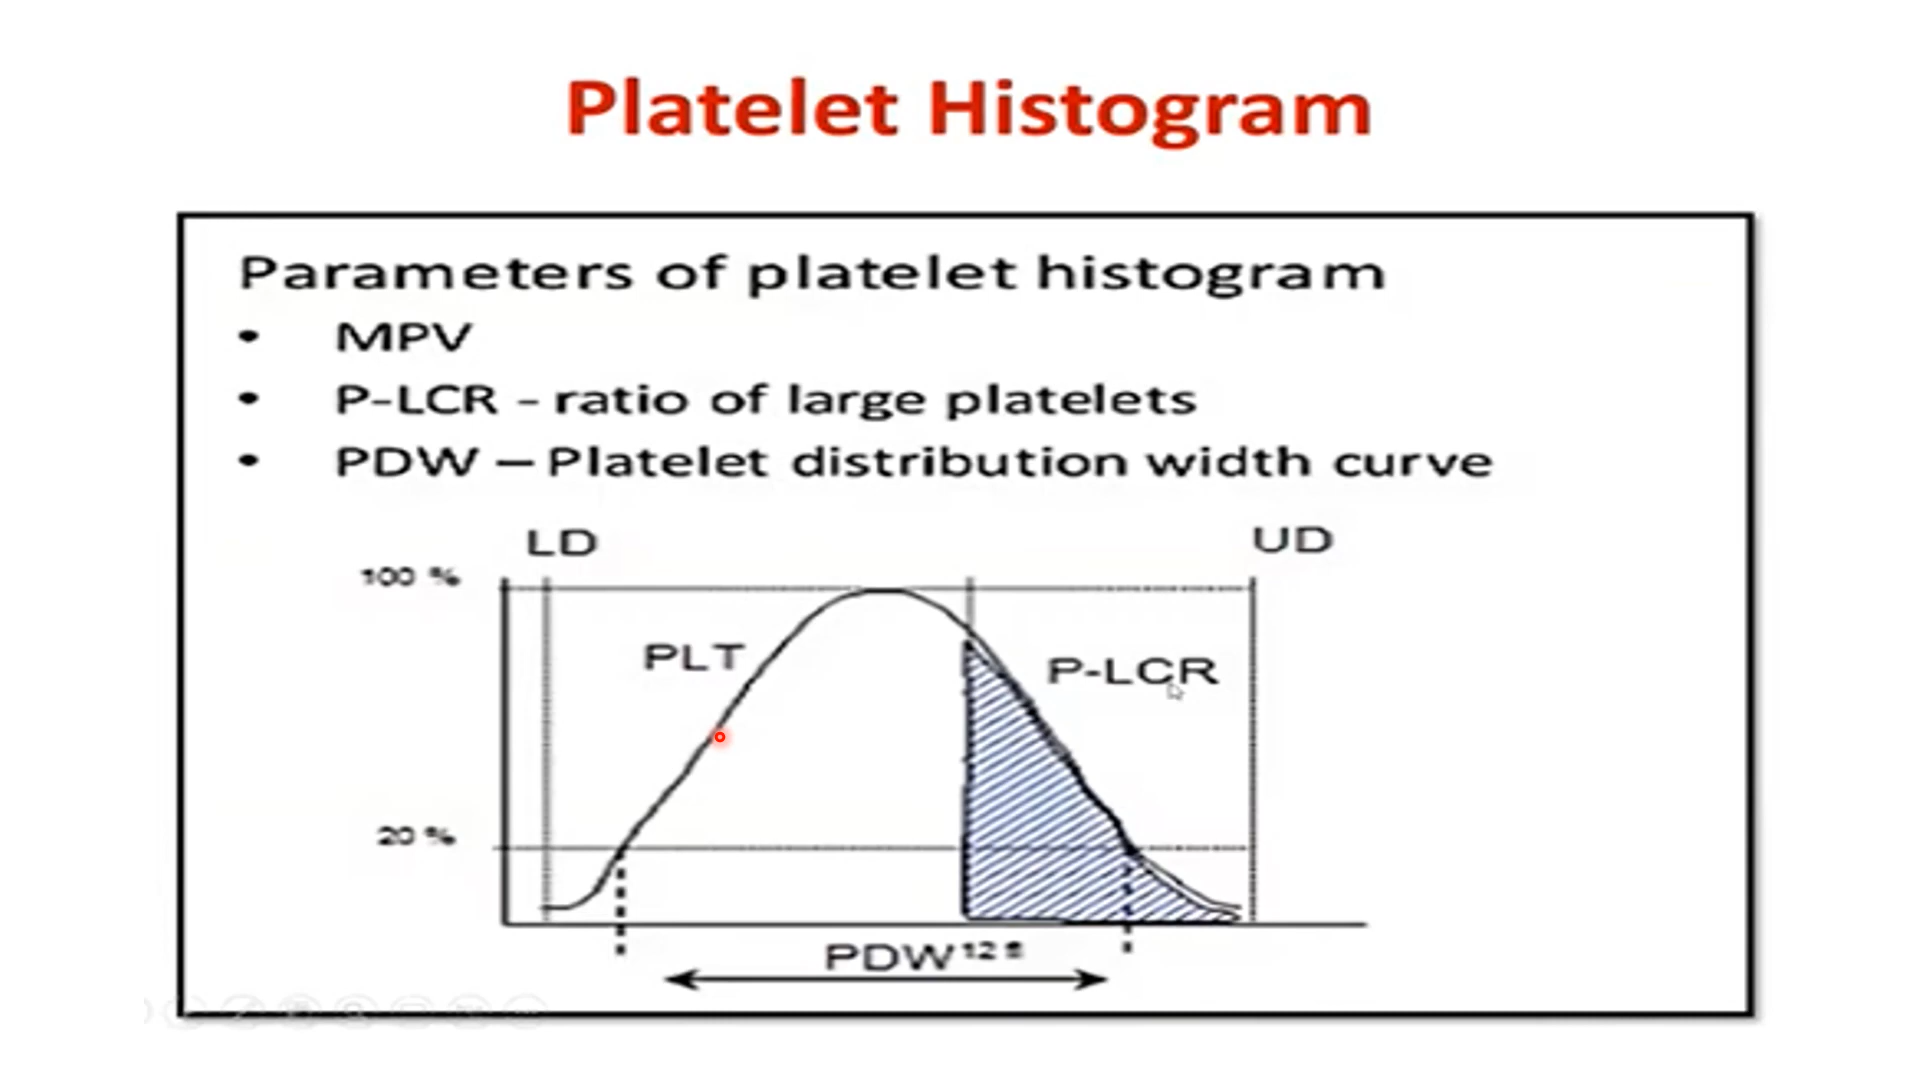 Platelet Histogram
Parameters of platelet histogram
• MPV
• P-LCR - ratio of large platelets
• PDW – Platelet distribution width curve
LD
UD
100 %
PLT
P-LCR
20 %
PDW 12